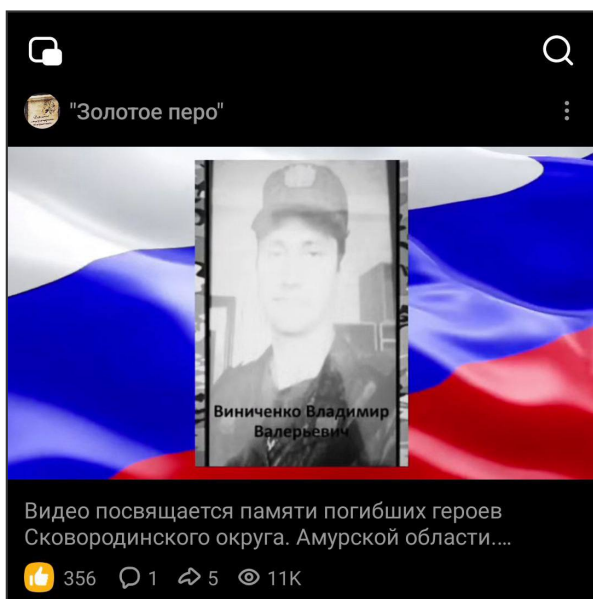 "Золотое перо"
Виниченко Владимир
Валерьевич
Видео посвящается памяти погибших героев
Сковородинского округа. Амурской области....
356 1 5 11K